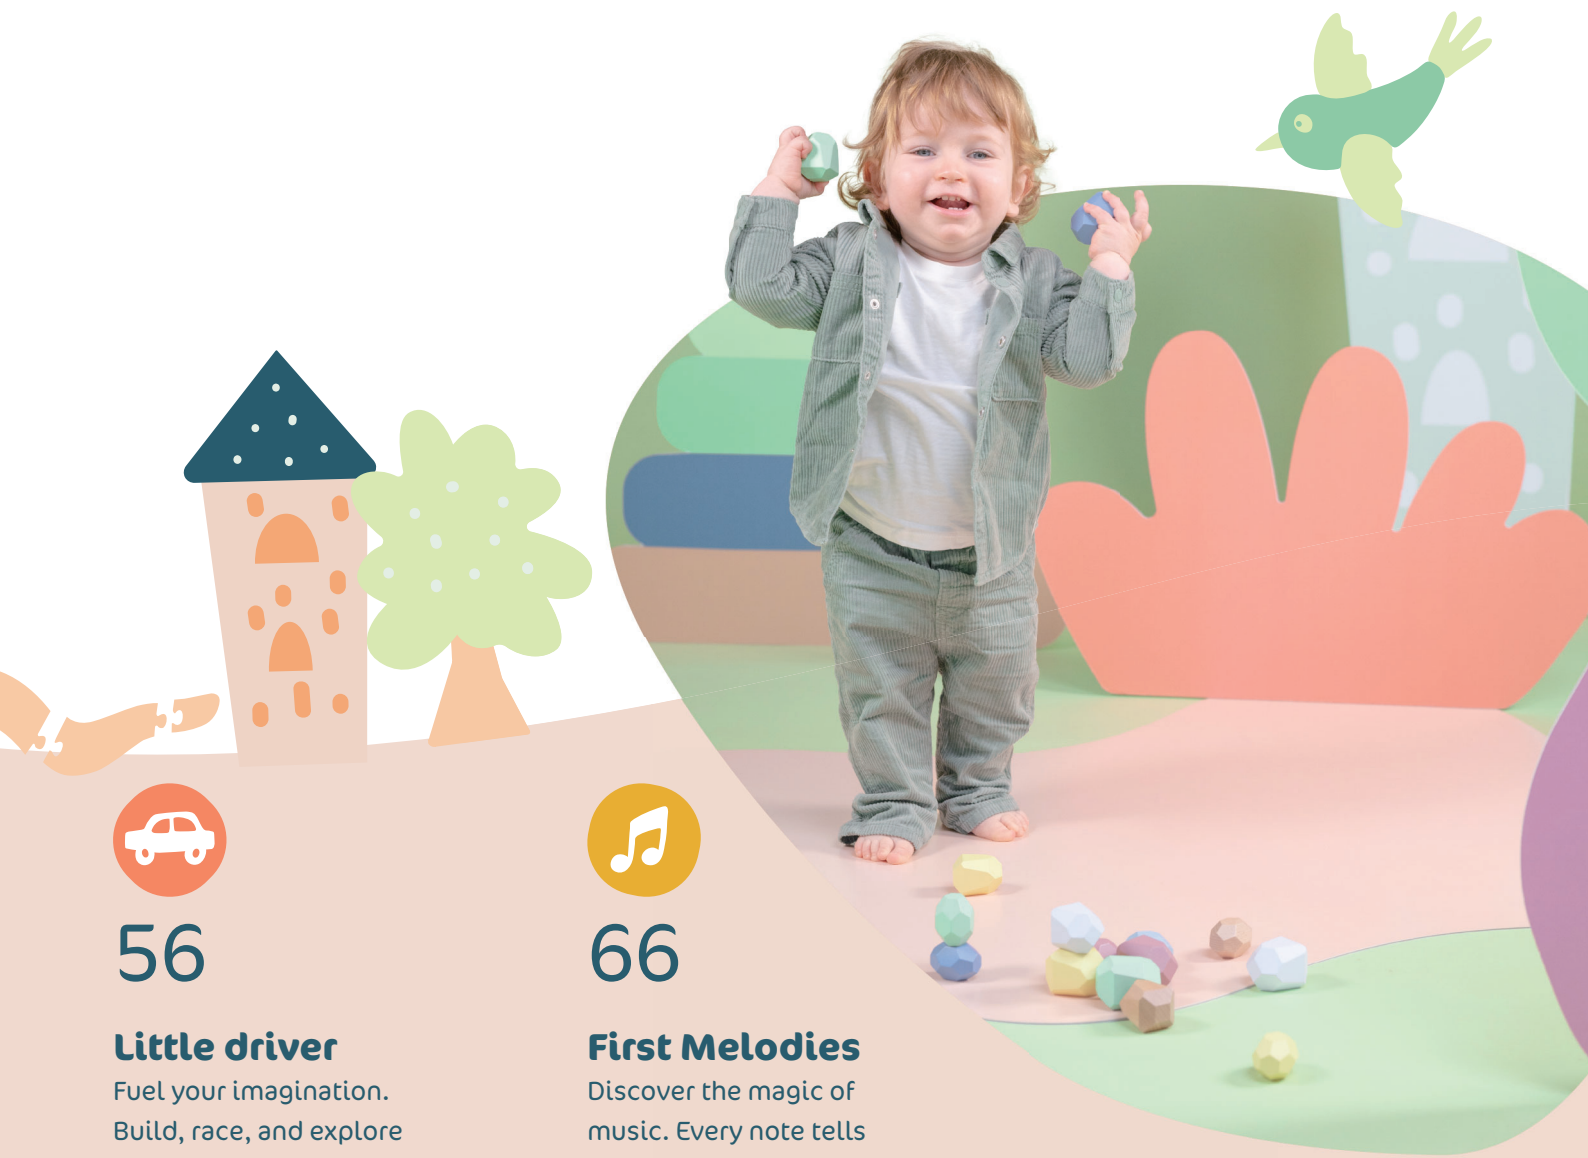 56
Little driver
Fuel your imagination.
Build, race, and explore
66
First Melodies
Discover the magic of
music. Every note tells